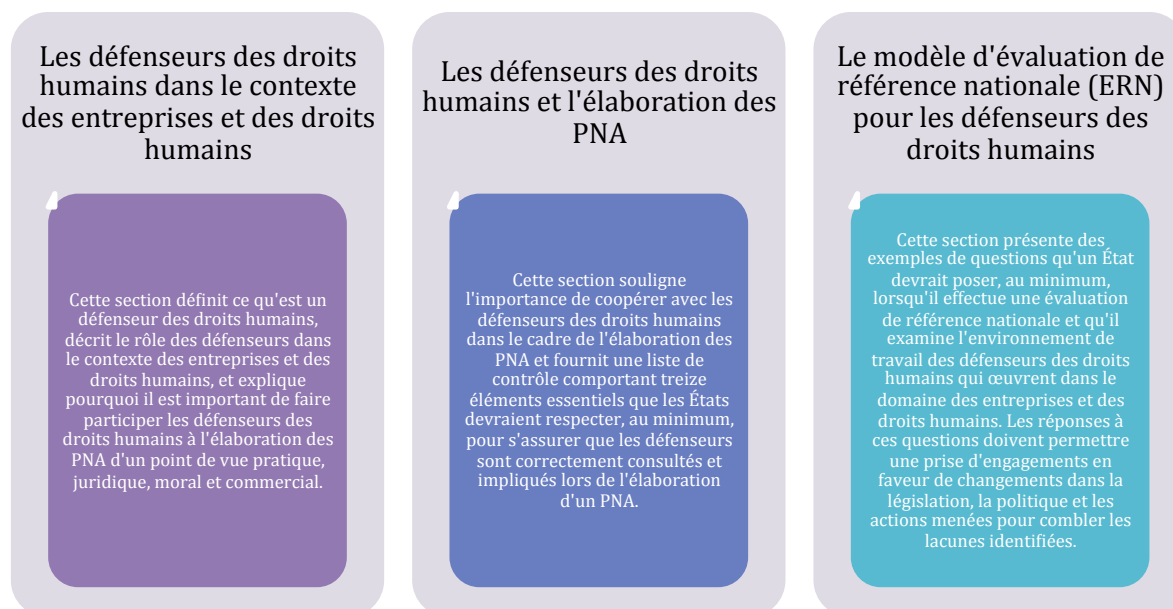 Les défenseurs des droits
humains dans le contexte
des entreprises et des droits
humains
Cette section définit ce qu'est un
défenseur des droits humains,
décrit le rôle des défenseurs dans
le contexte des entreprises et des
droits humains, et explique
pourquoi il est important de faire
participer les défenseurs des
droits humains à l'élaboration des
PNA d'un point de vue pratique,
juridique, moral et commercial.
Les défenseurs des droits
humains et l'élaboration des
PNA
Cette section souligne
l'importance de coopérer avec les
défenseurs des droits humains
dans le cadre de l'élaboration des
PNA et fournit une liste de
contrôle comportant treize
éléments essentiels que les États
devraient respecter, au minimum,
pour s'assurer que les défenseurs
sont correctement consultés et
impliqués lors de l'élaboration
d'un PNA.
Le modèle d'évaluation de
référence nationale (ERN)
pour les défenseurs des
droits humains
Cette section présente des
exemples de questions qu'un État
devrait poser, au minimum,
lorsqu'il effectue une évaluation
de référence nationale et qu'il
examine l'environnement de
travail des défenseurs des droits
humains qui œuvrent dans le
domaine des entreprises et des
droits humains. Les réponses à
ces questions doivent permettre
une prise d'engagements en
faveur de changements dans la
législation, la politique et les
actions menées pour combler les
lacunes identifiées.